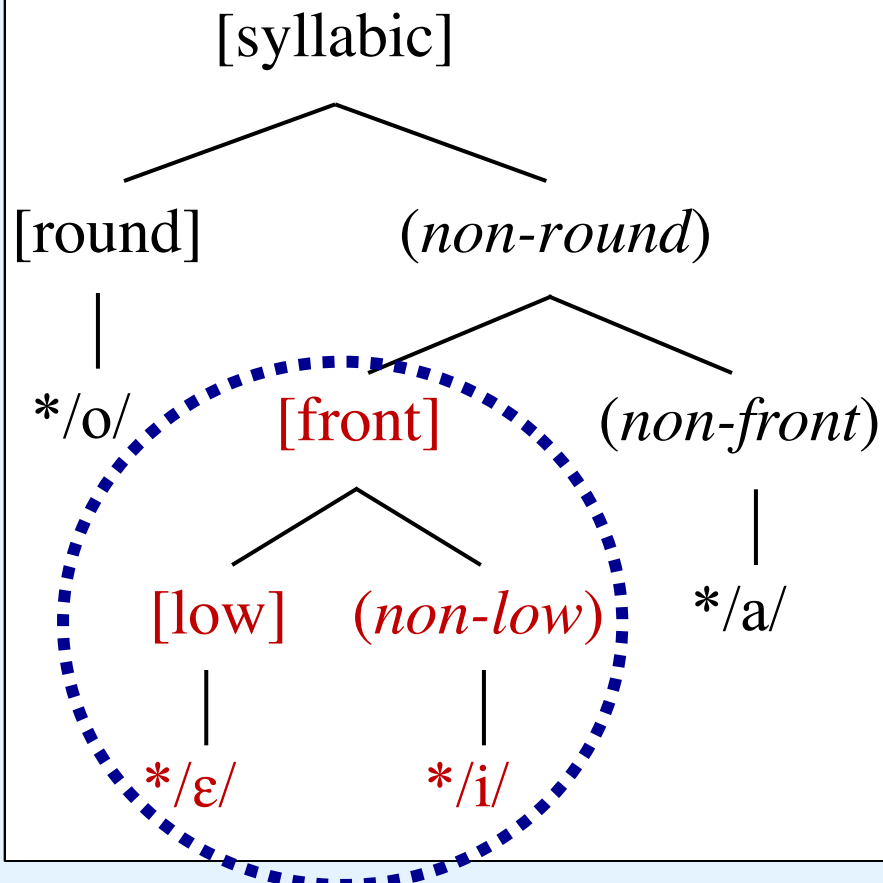 [syllabic]
[round] (non-round)
*/o/ [front] (non-front)
[low] (non-low) */a/
*/ε/ */i/